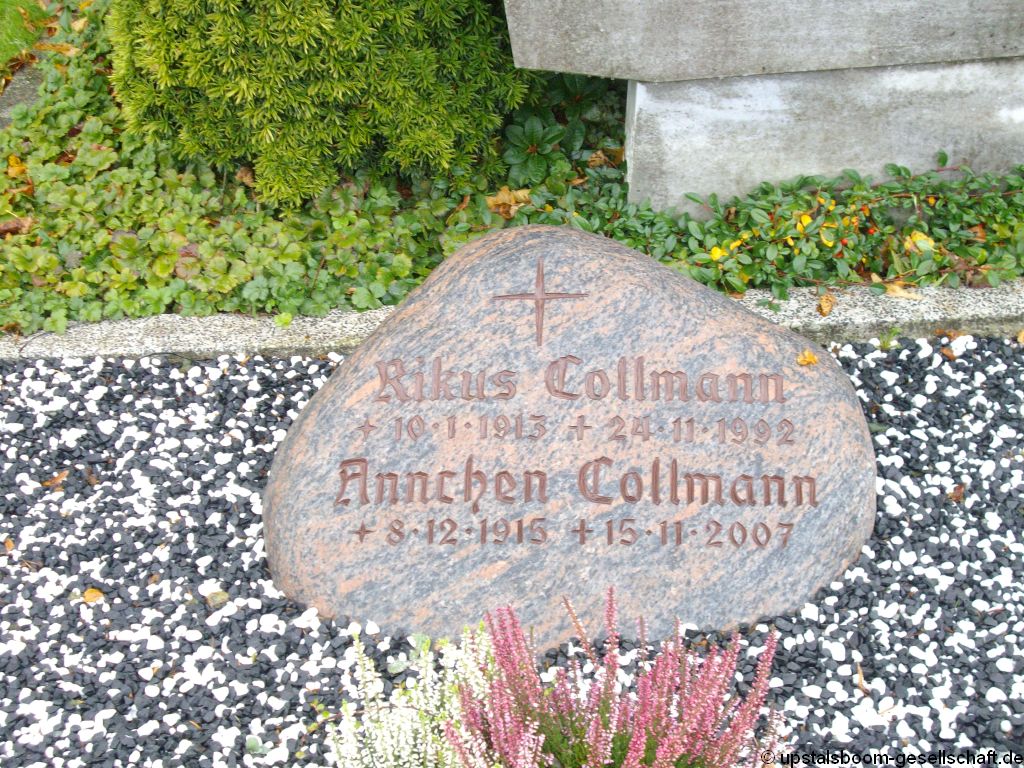 Rikus Collmann
+ 10·1·1913 + 24·11·1992
Annchen Collmann
+ 8·12·1915 + 15·11·2007
© upstalsboom-gesellschaft.de